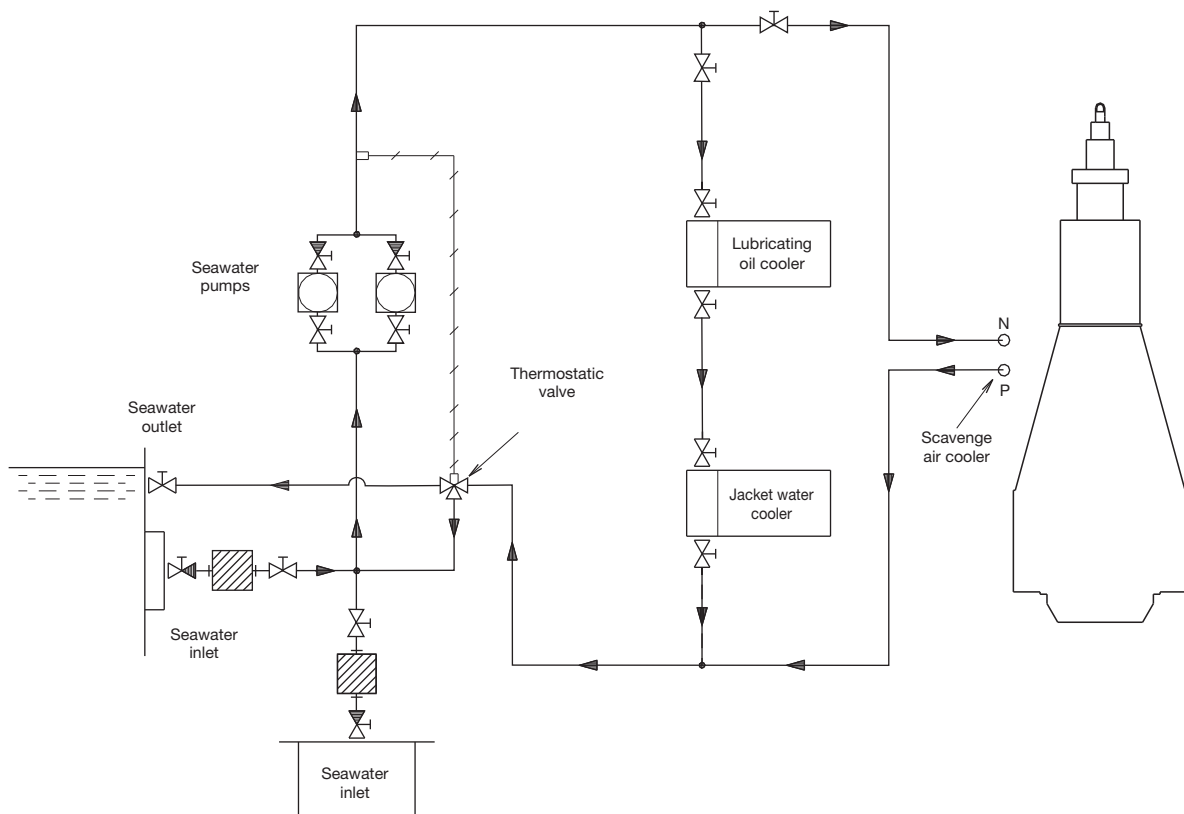 Lubricating
oil cooler
Seawater
pumps
N
P
Thermostatic
valve
Seawater
outlet
Scavenge
air cooler
Jacket water
cooler
Seawater
inlet
Seawater
inlet